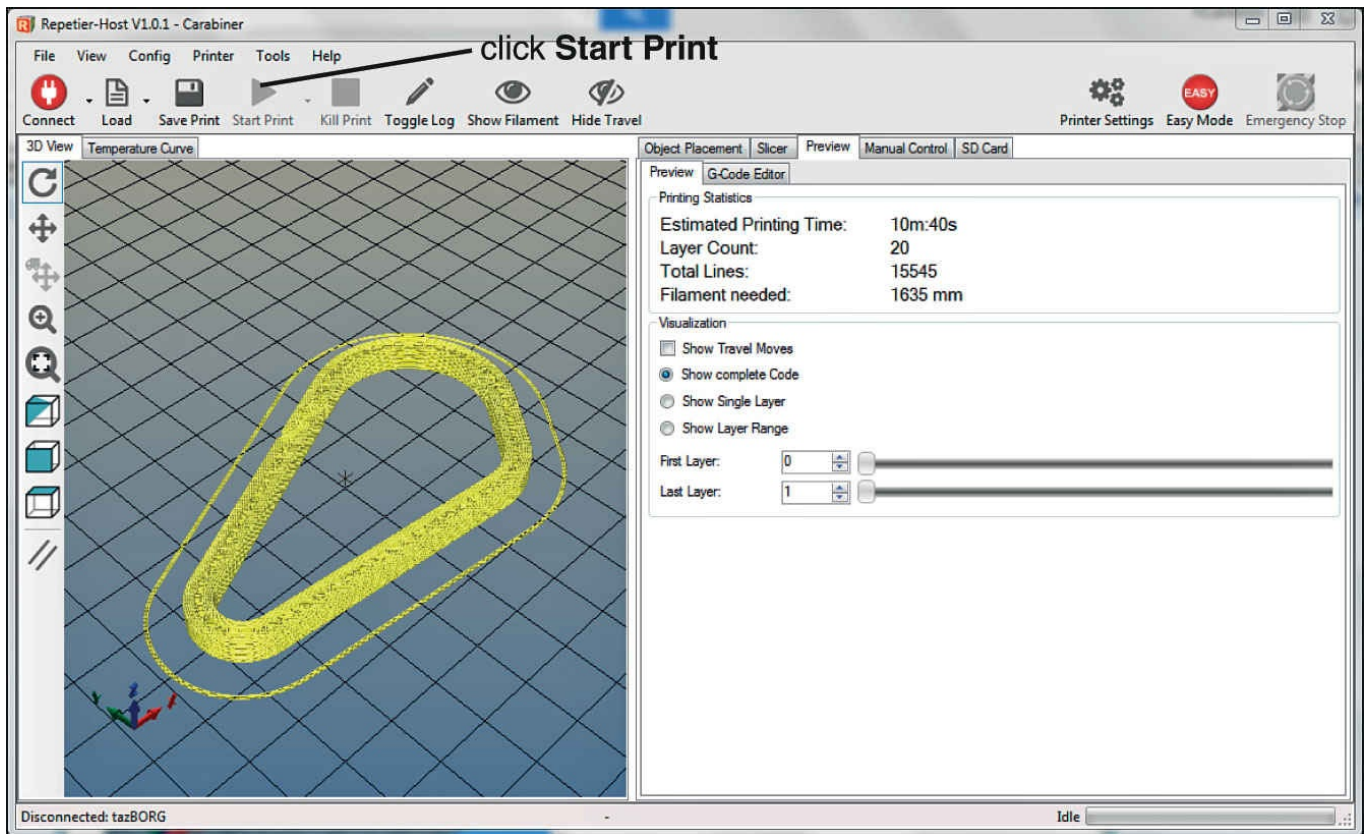 Repetier-Host V1.0.1 - Carabiner
click Start Print
File View Config Printer Tools Help
Connect Load Save Print Start Print Kill Print Toggle Log Show Filament Hide Travel Printer Settings Easy Mode Emergency Stop
EASY
3D View Temperature Curve
Object Placement Slicer Preview Manual Control SD Card
Preview G-Code Editor
Printing Statistics
Estimated Printing Time: 10m:40s
Layer Count: 20
Total Lines: 15545
Filament needed: 1635 mm
Visualization
Show Travel Moves
Show complete Code
Show Single Layer
Show Layer Range
First Layer: 0
Last Layer: 1
Disconnected: tazBORG - Idle